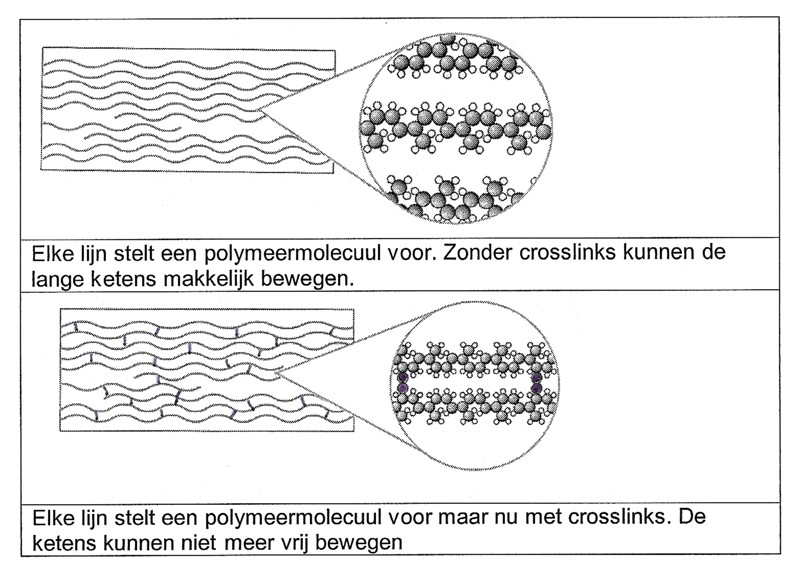 Elke lijn stelt een polymeermolecuul voor. Zonder crosslinks kunnen de
lange ketens makkelijk bewegen.
Elke lijn stelt een polymeermolecuul voor maar nu met crosslinks. De
ketens kunnen niet meer vrij bewegen